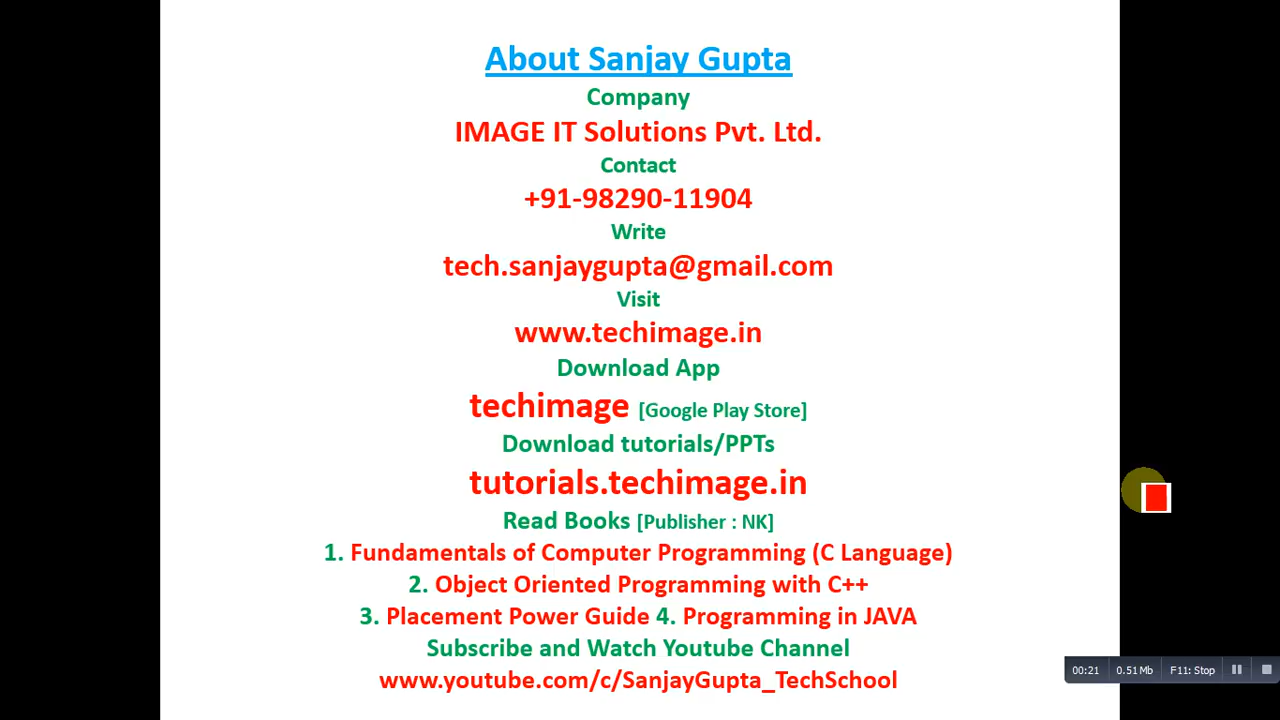 About Sanjay Gupta
Company
IMAGE IT Solutions Pvt. Ltd.
Contact
+91-98290-11904
Write
tech.sanjaygupta@gmail.com
Visit
www.techimage.in
Download App
techimage [Google Play Store]
Download tutorials/PPTs
tutorials.techimage.in
Read Books [Publisher : NK]
1. Fundamentals of Computer Programming (C Language)
2. Object Oriented Programming with C++
3. Placement Power Guide 4. Programming in JAVA
Subscribe and Watch Youtube Channel
www.youtube.com/c/SanjayGupta_TechSchool
00:21 0.51 Mb F11: Stop